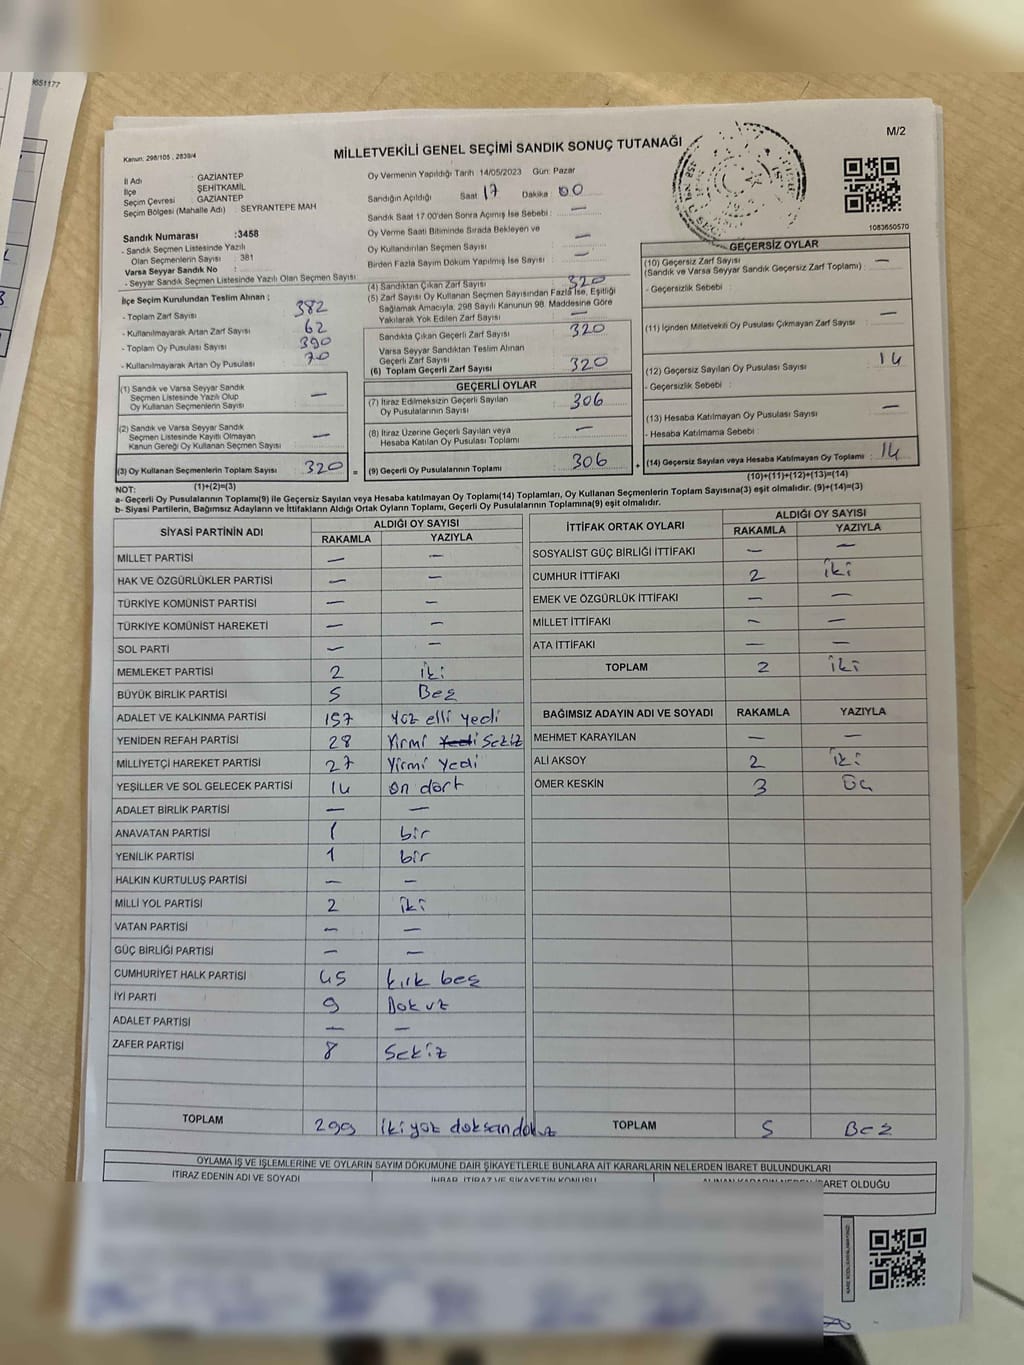 9651177
M/2
Kanun: 298/105 , 2839/4
MİLLETVEKİLİ GENEL SEÇİMİ SANDIK SONUÇ TUTANAĞI
İl Adı : GAZİANTEP
İlçe : ŞEHİTKAMİL
Seçim Çevresi : GAZİANTEP
Seçim Bölgesi (Mahalle Adı) : SEYRANTEPE MAH
Sandık Numarası :3458
- Sandık Seçmen Listesinde Yazılı
Olan Seçmenlerin Sayısı : 381
Varsa Seyyar Sandık No :
- Seyyar Sandık Seçmen Listesinde Yazılı Olan Seçmen Sayısı :
İlçe Seçim Kurulundan Teslim Alınan ;
- Toplam Zarf Sayısı : 382
- Kullanılmayarak Artan Zarf Sayısı : 62
- Toplam Oy Pusulası Sayısı : 390
- Kullanılmayarak Artan Oy Pusulası : 70
(1) Sandık ve Varsa Seyyar Sandık
Seçmen Listesinde Yazılı Olup
Oy Kullanan Seçmenlerin Sayısı : —
(2) Sandık ve Varsa Seyyar Sandık
Seçmen Listesinde Kayıtlı Olmayan
Kanun Gereği Oy Kullanan Seçmen Sayısı : —
(3) Oy Kullanan Seçmenlerin Toplam Sayısı : 320 =
(1)+(2)=(3)
Oy Vermenin Yapıldığı Tarih 14/05/2023 Gün: Pazar
Sandığın Açıldığı Saat 17 Dakika : 00
Sandık Saat 17.00'den Sonra Açımış İse Sebebi : —
Oy Verme Saati Bitiminde Sırada Bekleyen ve
Oy Kullandırılan Seçmen Sayısı : —
Birden Fazla Sayım Döküm Yapılmış İse Sayısı : —
(4) Sandıktan Çıkan Zarf Sayısı : 320
(5) Zarf Sayısı Oy Kullanan Seçmen Sayısından Fazla İse, Eşitliği
Sağlamak Amacıyla, 298 Sayılı Kanunun 98. Maddesine Göre
Yakılarak Yok Edilen Zarf Sayısı : —
Sandıkta Çıkan Geçerli Zarf Sayısı : 320
Varsa Seyyar Sandıktan Teslim Alınan
Geçerli Zarf Sayısı :
(6) Toplam Geçerli Zarf Sayısı : 320
GEÇERLİ OYLAR
(7) İtiraz Edilmeksizin Geçerli Sayılan
Oy Pusulalarının Sayısı : 306
(8) İtiraz Üzerine Geçerli Sayılan veya
Hesaba Katılan Oy Pusulası Toplamı : —
(9) Geçerli Oy Pusulalarının Toplamı : 306 +
1083650570
GEÇERSİZ OYLAR
(10) Geçersiz Zarf Sayısı : —
(Sandık ve Varsa Seyyar Sandık Geçersiz Zarf Toplamı)
- Geçersizlik Sebebi :
(11) İçinden Milletvekili Oy Pusulası Çıkmayan Zarf Sayısı : —
(12) Geçersiz Sayılan Oy Pusulası Sayısı : 14
- Geçersizlik Sebebi :
(13) Hesaba Katılmayan Oy Pusulası Sayısı : —
- Hesaba Katılmama Sebebi :
(14) Geçersiz Sayılan veya Hesaba Katılmayan Oy Toplamı : 14
(10)+(11)+(12)+(13)=(14)
NOT:
a- Geçerli Oy Pusulalarının Toplamı(9) ile Geçersiz Sayılan veya Hesaba katılmayan Oy Toplamı(14) Toplamları, Oy Kullanan Seçmenlerin Toplam Sayısına(3) eşit olmalıdır. (9)+(14)=(3)
b- Siyasi Partilerin, Bağımsız Adayların ve İttifakların Aldığı Ortak Oyların Toplamı, Geçerli Oy Pusulalarının Toplamına(9) eşit olmalıdır.
SİYASİ PARTİNİN ADI ALDIĞI OY SAYISI
RAKAMLA YAZIYLA
MİLLET PARTİSİ — —
HAK VE ÖZGÜRLÜKLER PARTİSİ — —
TÜRKİYE KOMÜNİST PARTİSİ — —
TÜRKİYE KOMÜNİST HAREKETİ — —
SOL PARTİ — —
MEMLEKET PARTİSİ 2 iki
BÜYÜK BİRLİK PARTİSİ 5 Beş
ADALET VE KALKINMA PARTİSİ 157 yüz elli yedi
YENİDEN REFAH PARTİSİ 28 Yirmi Yedi Sekiz
MİLLİYETÇİ HAREKET PARTİSİ 27 Yirmi Yedi
YEŞİLLER VE SOL GELECEK PARTİSİ 14 on dört
ADALET BİRLİK PARTİSİ — —
ANAVATAN PARTİSİ 1 bir
YENİLİK PARTİSİ 1 bir
HALKIN KURTULUŞ PARTİSİ — —
MİLLİ YOL PARTİSİ 2 iki
VATAN PARTİSİ — —
GÜÇ BİRLİĞİ PARTİSİ — —
CUMHURİYET HALK PARTİSİ 45 kırk beş
İYİ PARTİ 9 Dokuz
ADALET PARTİSİ — —
ZAFER PARTİSİ 8 Sekiz
TOPLAM 299 iki yüz doksan dokuz
İTTİFAK ORTAK OYLARI ALDIĞI OY SAYISI
RAKAMLA YAZIYLA
SOSYALİST GÜÇ BİRLİĞİ İTTİFAKI — —
CUMHUR İTTİFAKI 2 iki
EMEK VE ÖZGÜRLÜK İTTİFAKI — —
MİLLET İTTİFAKI — —
ATA İTTİFAKI — —
TOPLAM 2 iki
BAĞIMSIZ ADAYIN ADI VE SOYADI RAKAMLA YAZIYLA
MEHMET KARAYILAN — —
ALİ AKSOY 2 iki
ÖMER KESKİN 3 Üç
TOPLAM 5 Beş
OYLAMA İŞ VE İŞLEMLERİNE VE OYLARIN SAYIM DÖKÜMÜNE DAİR ŞİKAYETLERLE BUNLARA AİT KARARLARIN NELERDEN İBARET BULUNDUKLARI
İTİRAZ EDENİN ADI VE SOYADI İHBAR, İTİRAZ VE ŞİKAYETİN KONUSU ALINAN KARARIN NEDEN İBARET OLDUĞU